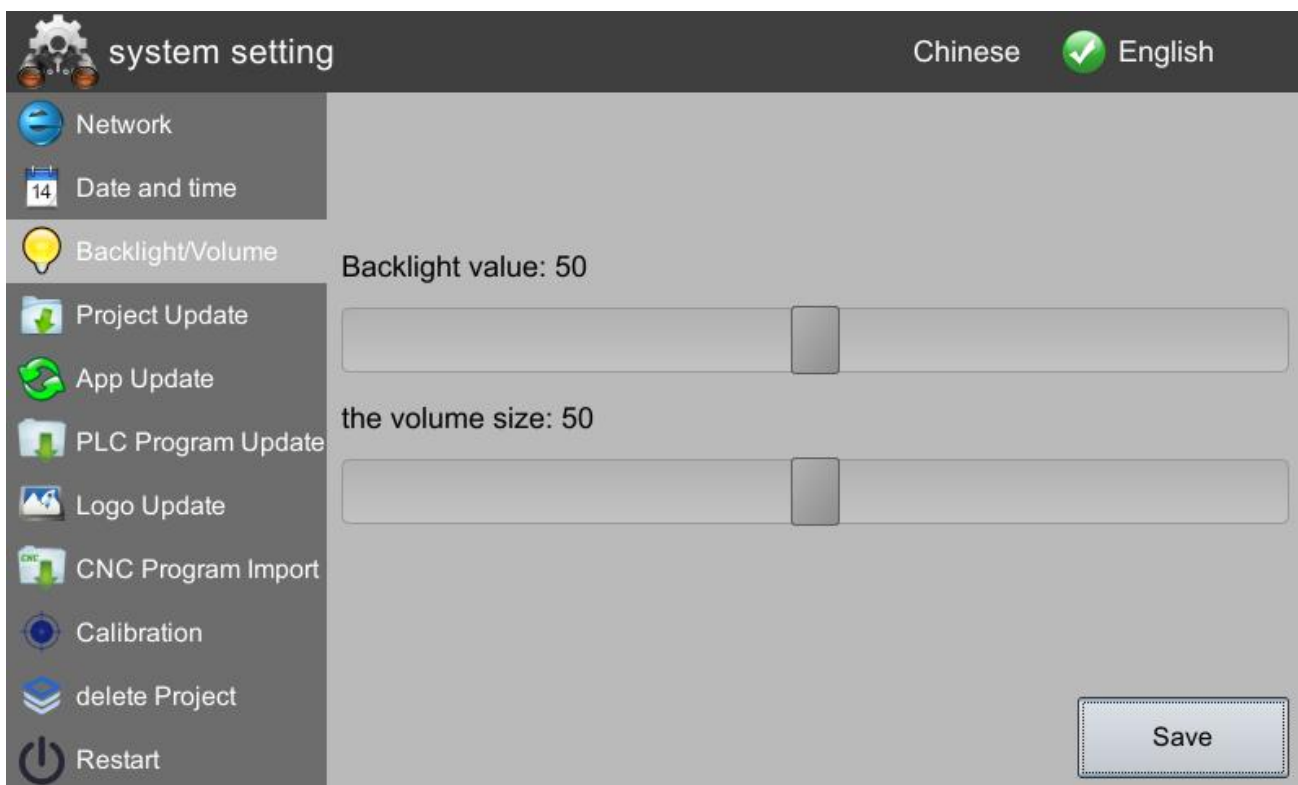 system setting
Chinese
English
Network
14
Date and time
Backlight/Volume
Project Update
App Update
PLC Program Update
Logo Update
CNC
CNC Program Import
Calibration
delete Project
Restart
Backlight value: 50
the volume size: 50
Save